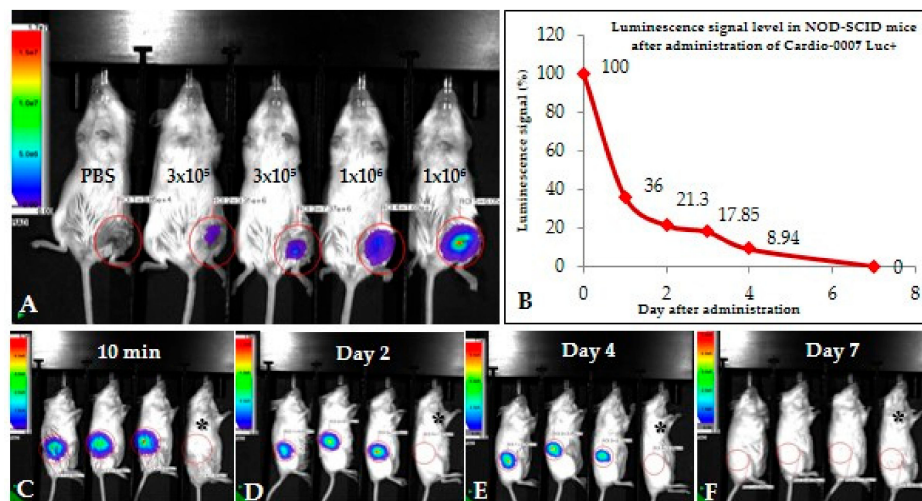 PBS
3x10⁵
3x10⁵
1x10⁶
1x10⁶
A
Luminescence signal level in NOD-SCID mice
after administration of Cardio-0007 Luc+
Luminescence signal (%)
120
100
80
60
40
20
0
100
36
21.3
17.85
8.94
0
0 2 4 6 8
Day after administration
B
10 min
*
C
Day 2
*
D
Day 4
*
E
Day 7
*
F